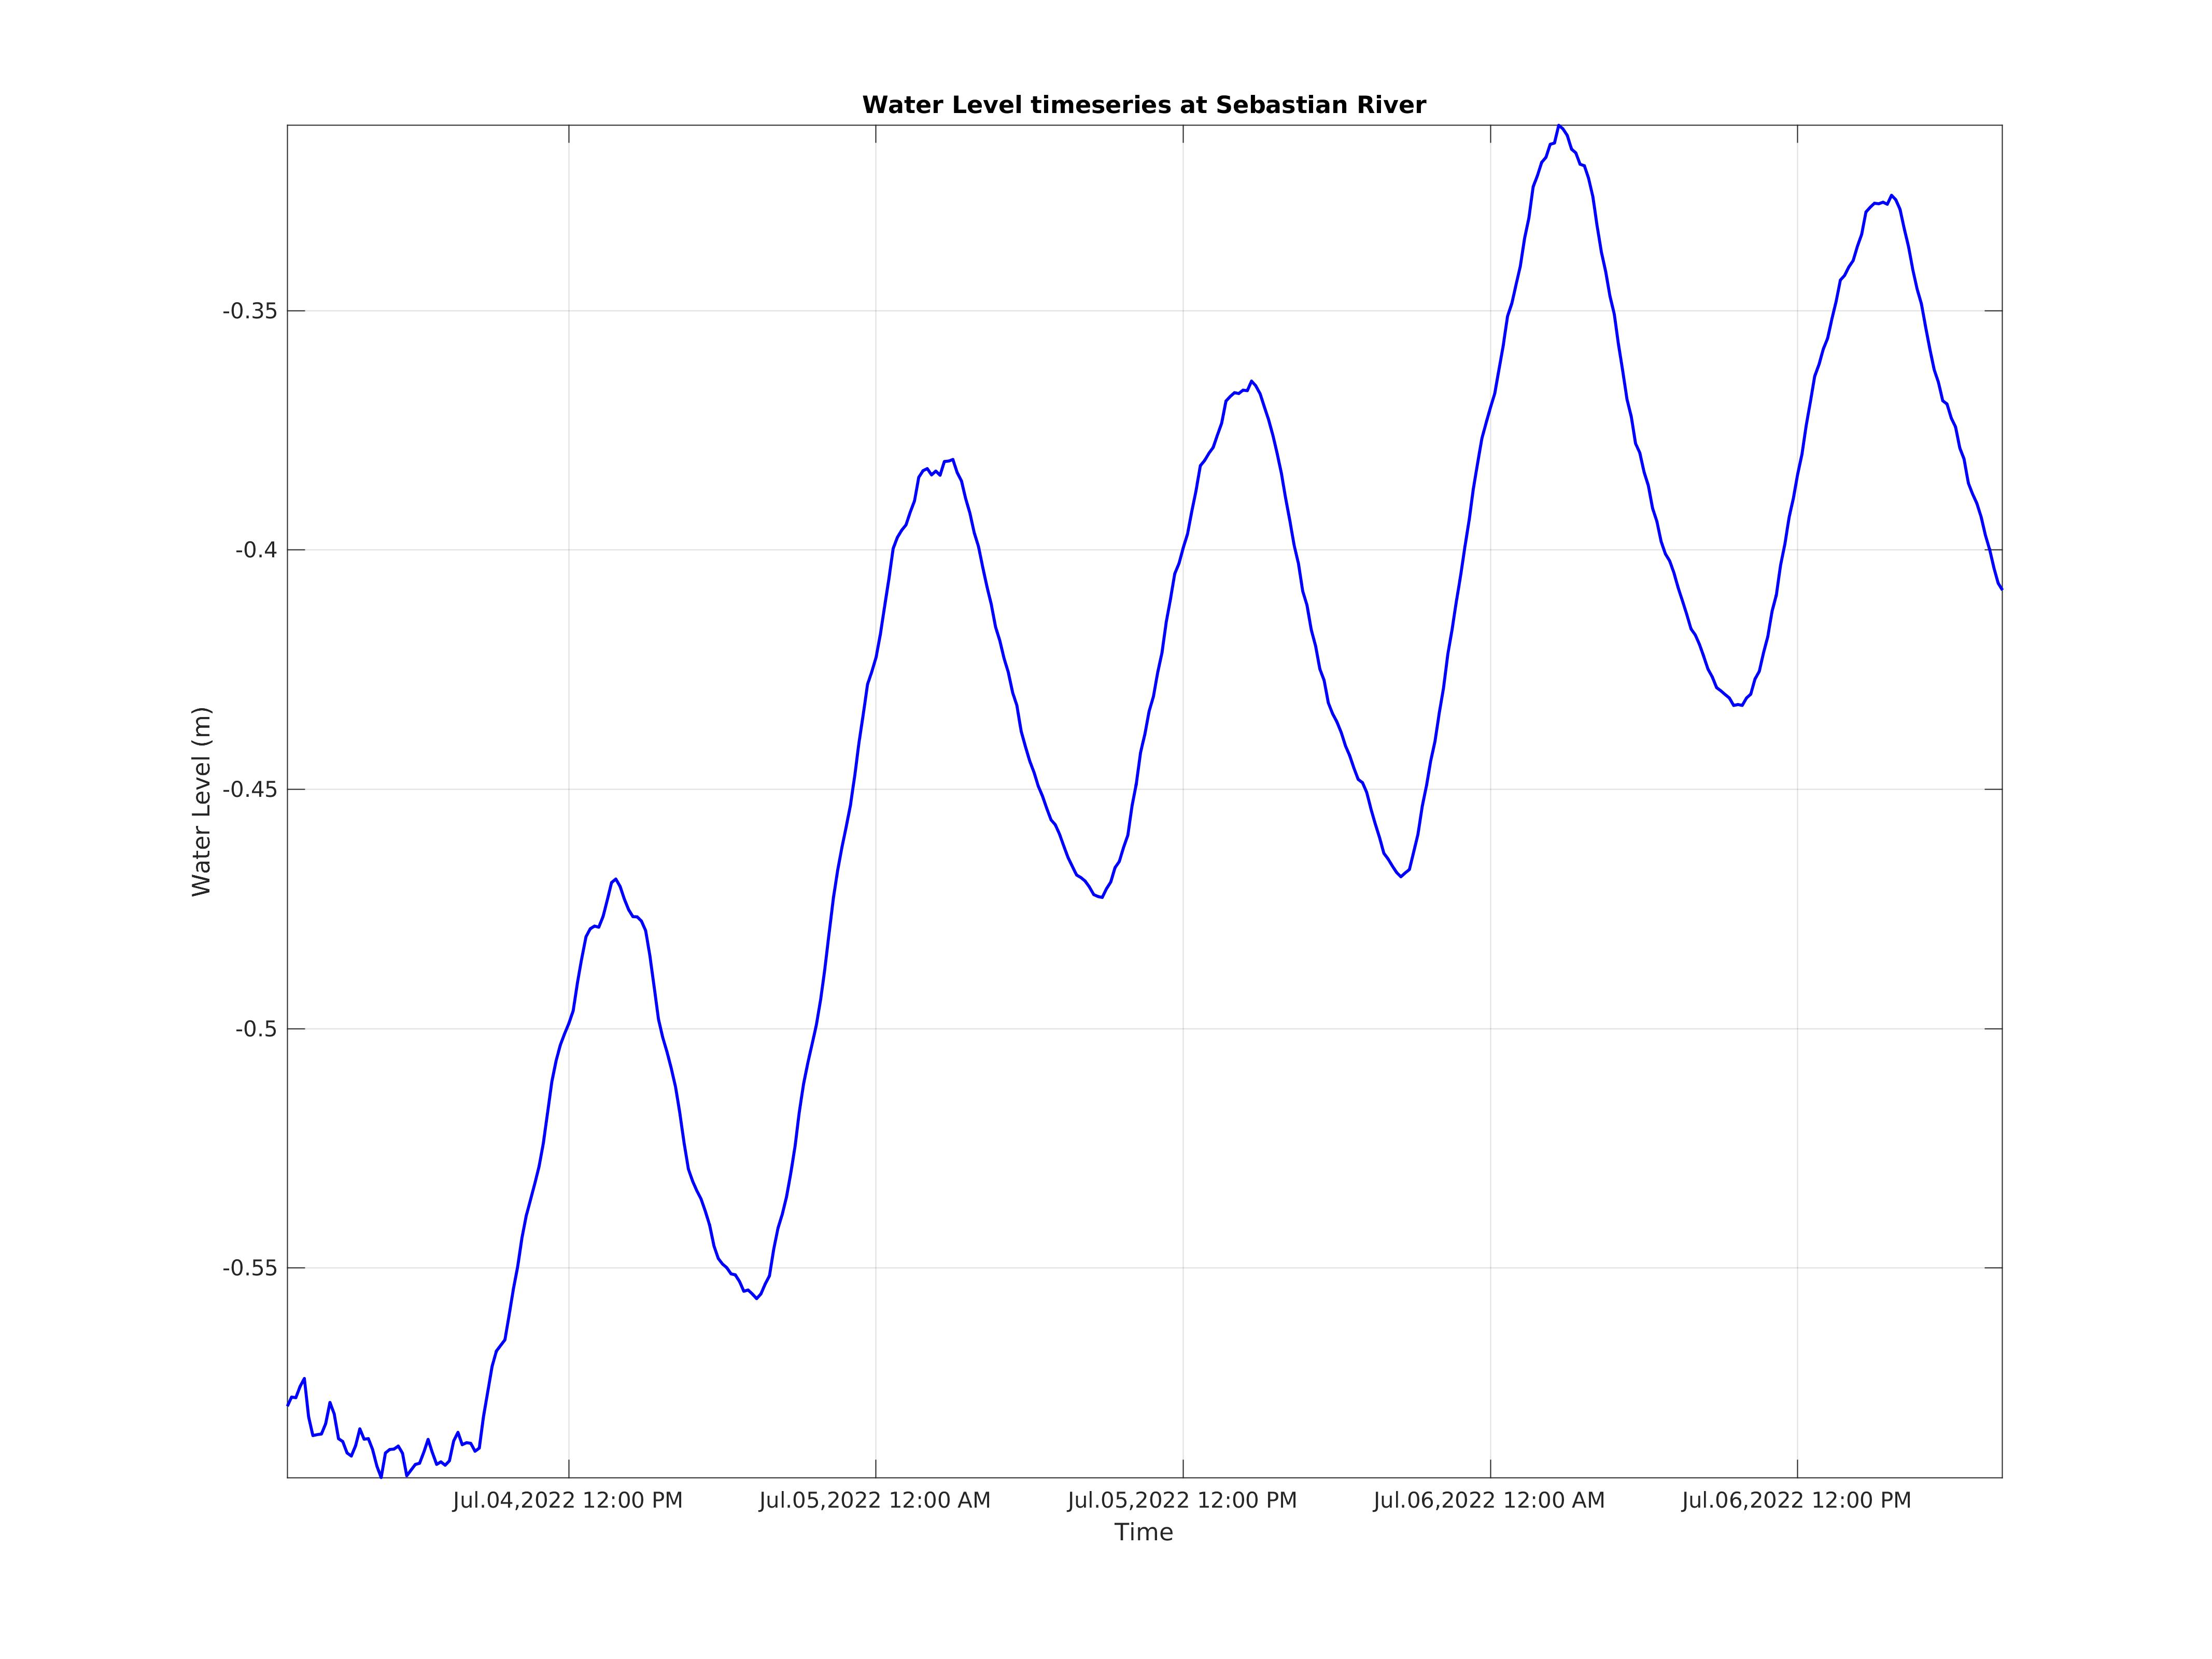 Water Level timeseries at Sebastian River
-0.35
-0.4
-0.45
-0.5
-0.55
Water Level (m)
Jul.04,2022 12:00 PM
Jul.05,2022 12:00 AM
Jul.05,2022 12:00 PM
Jul.06,2022 12:00 AM
Jul.06,2022 12:00 PM
Time